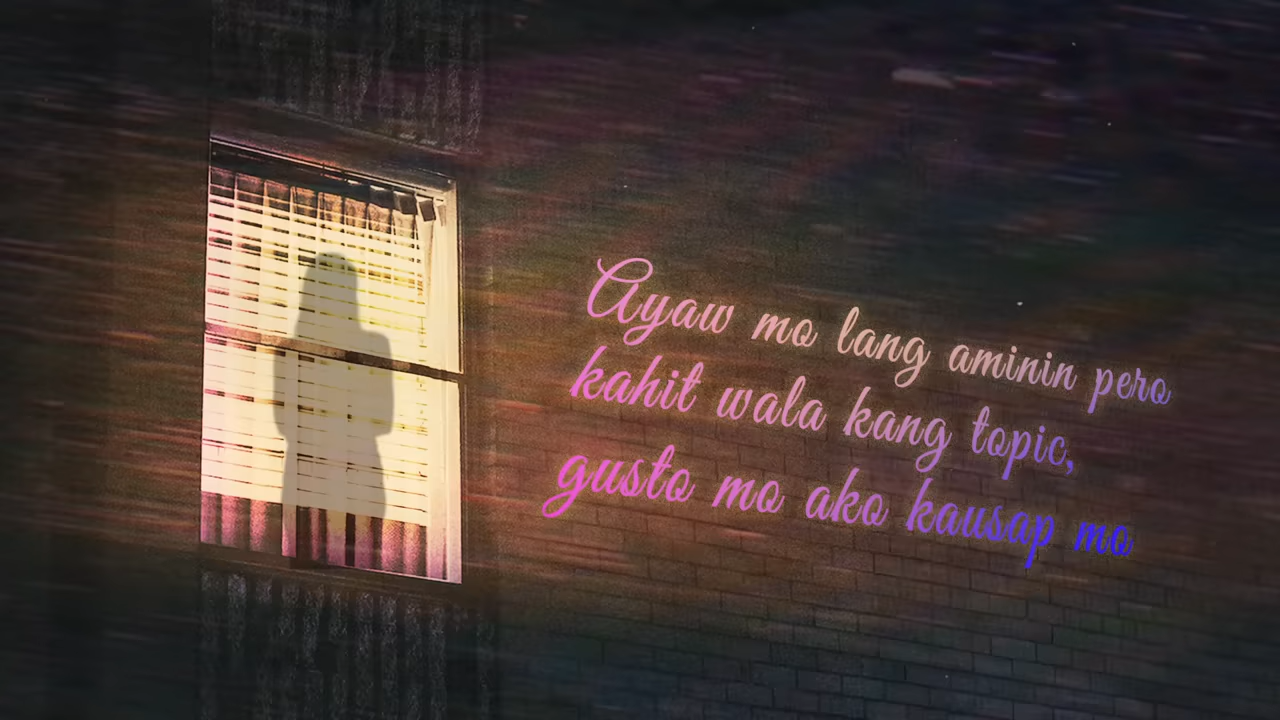 Ayaw mo lang aminin pero
kahit wala kang topic,
gusto mo ako kausap mo